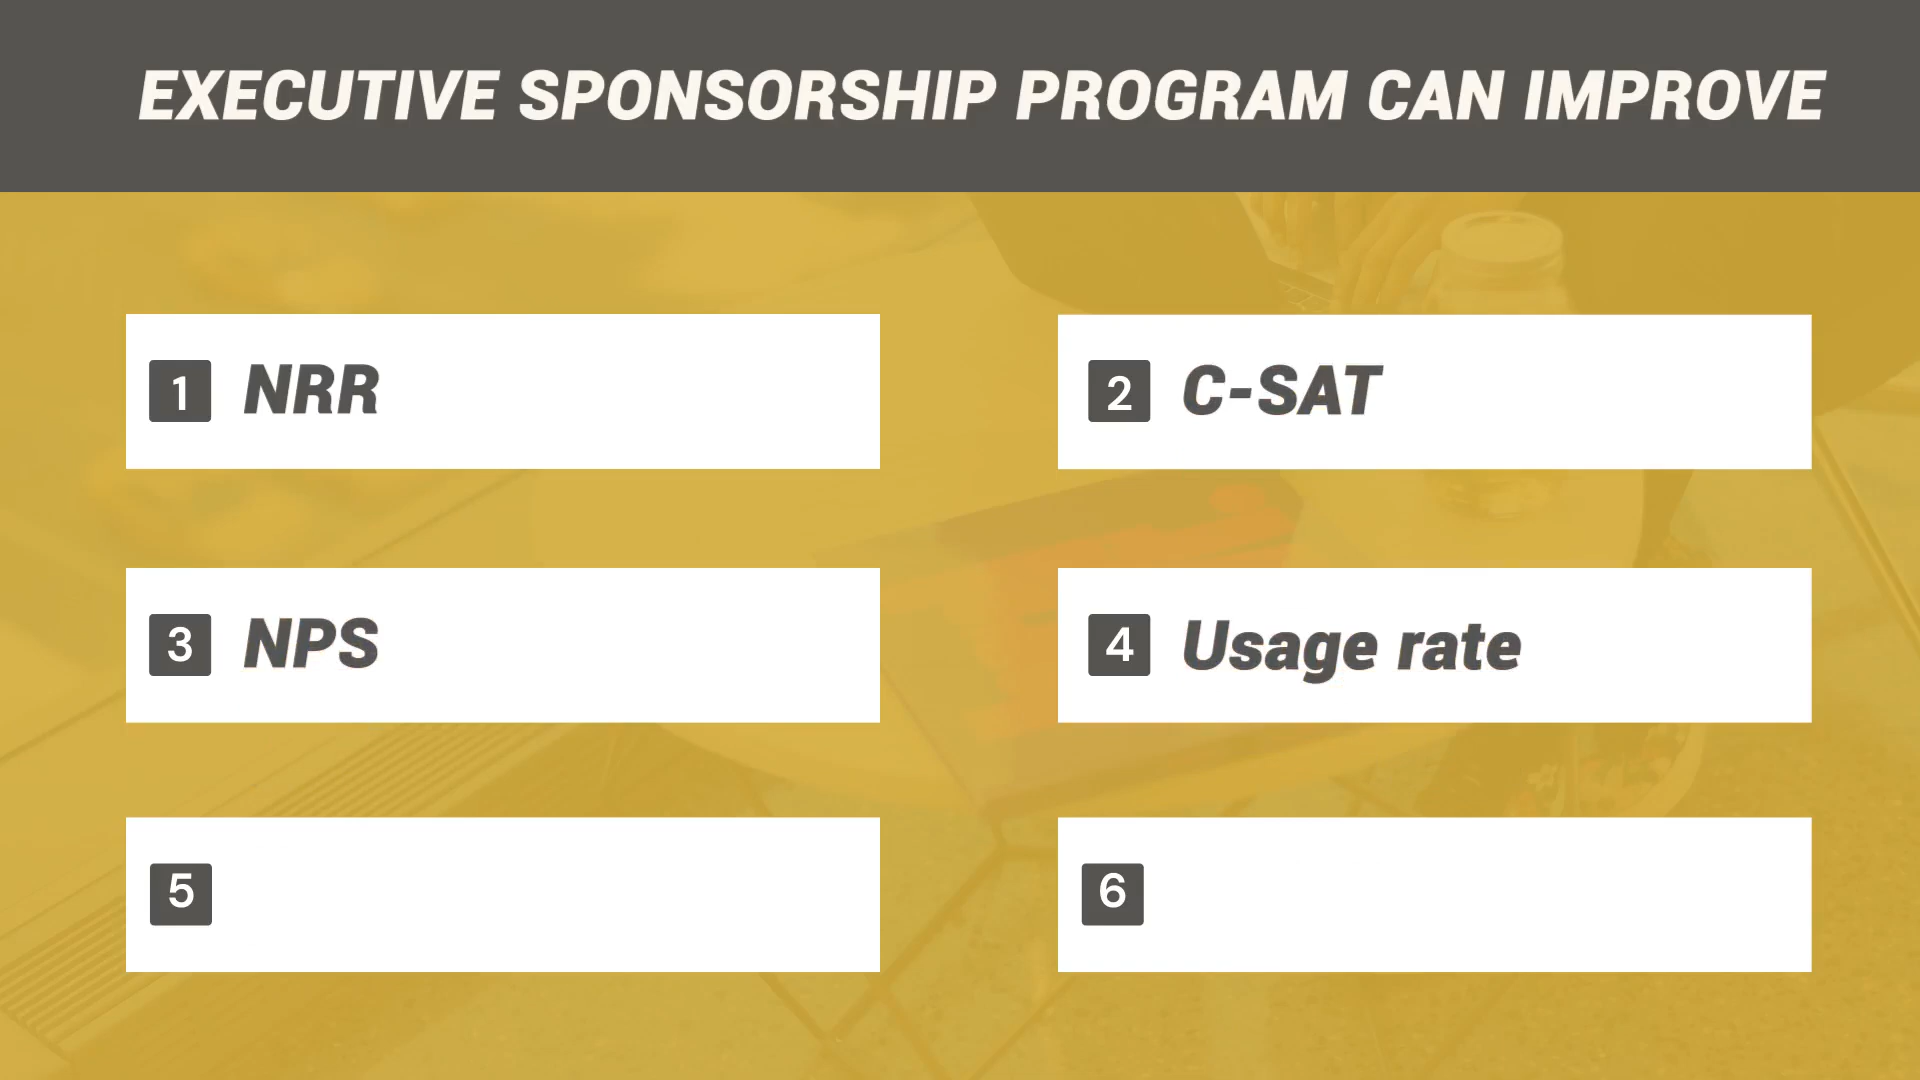 EXECUTIVE SPONSORSHIP PROGRAM CAN IMPROVE
1 NRR
2 C-SAT
3 NPS
4 Usage rate
5
6